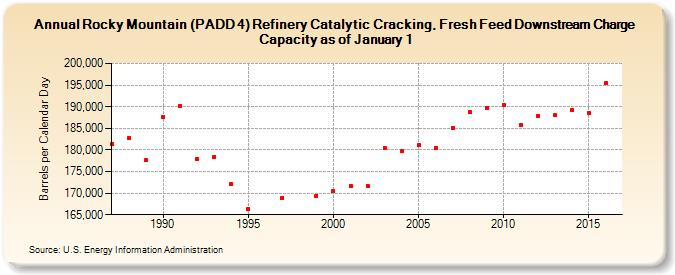 Annual Rocky Mountain (PADD 4) Refinery Catalytic Cracking, Fresh Feed Downstream Charge
Capacity as of January 1
Barrels per Calendar Day
200,000
195,000
190,000
185,000
180,000
175,000
170,000
165,000
1990 1995 2000 2005 2010 2015
Source: U.S. Energy Information Administration